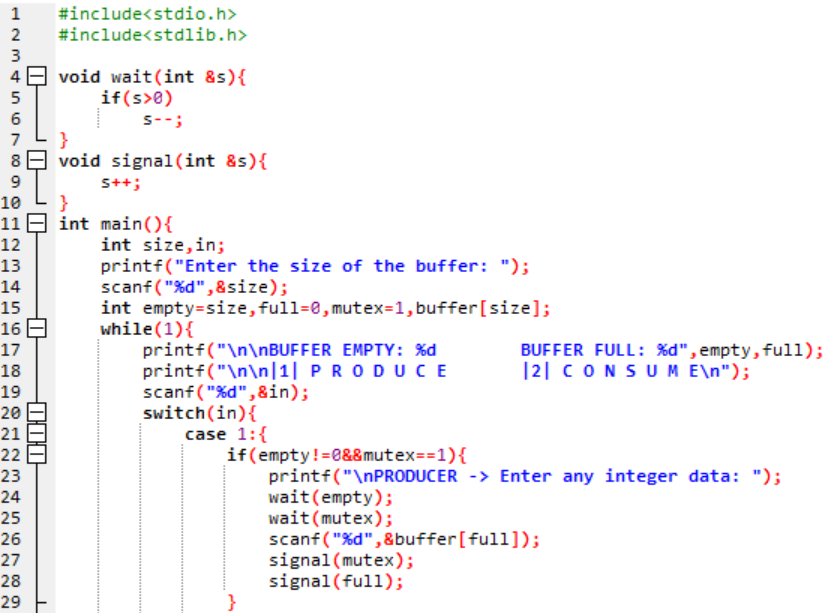 1 #include<stdio.h>
2 #include<stdlib.h>
3
4 void wait(int &s){
5     if(s>0)
6         s--;
7 }
8 void signal(int &s){
9     s++;
10 }
11 int main(){
12     int size,in;
13     printf("Enter the size of the buffer: ");
14     scanf("%d",&size);
15     int empty=size,full=0,mutex=1,buffer[size];
16     while(1){
17         printf("\n\nBUFFER EMPTY: %d        BUFFER FULL: %d",empty,full);
18         printf("\n\n|1| P R O D U C E       |2| C O N S U M E\n");
19         scanf("%d",&in);
20         switch(in){
21             case 1:{
22                 if(empty!=0&&mutex==1){
23                     printf("\nPRODUCER -> Enter any integer data: ");
24                     wait(empty);
25                     wait(mutex);
26                     scanf("%d",&buffer[full]);
27                     signal(mutex);
28                     signal(full);
29                 }